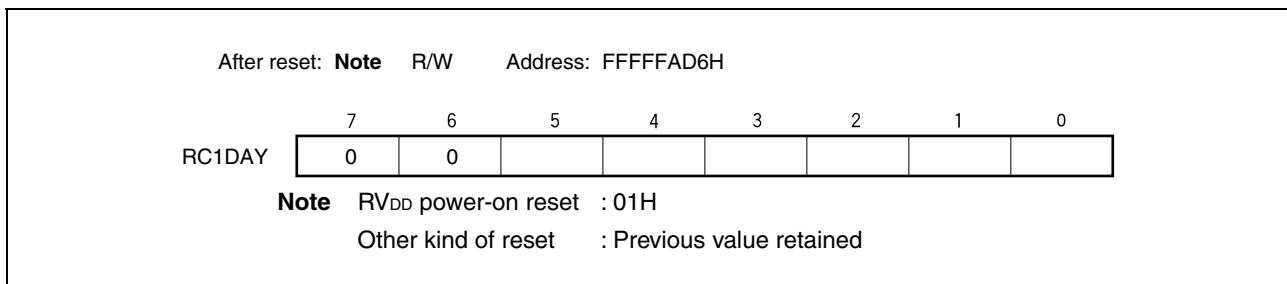 After reset: Note R/W Address: FFFFFAD6H
7 6 5 4 3 2 1 0
RC1DAY 0 0
Note RVDD power-on reset : 01H
Other kind of reset : Previous value retained